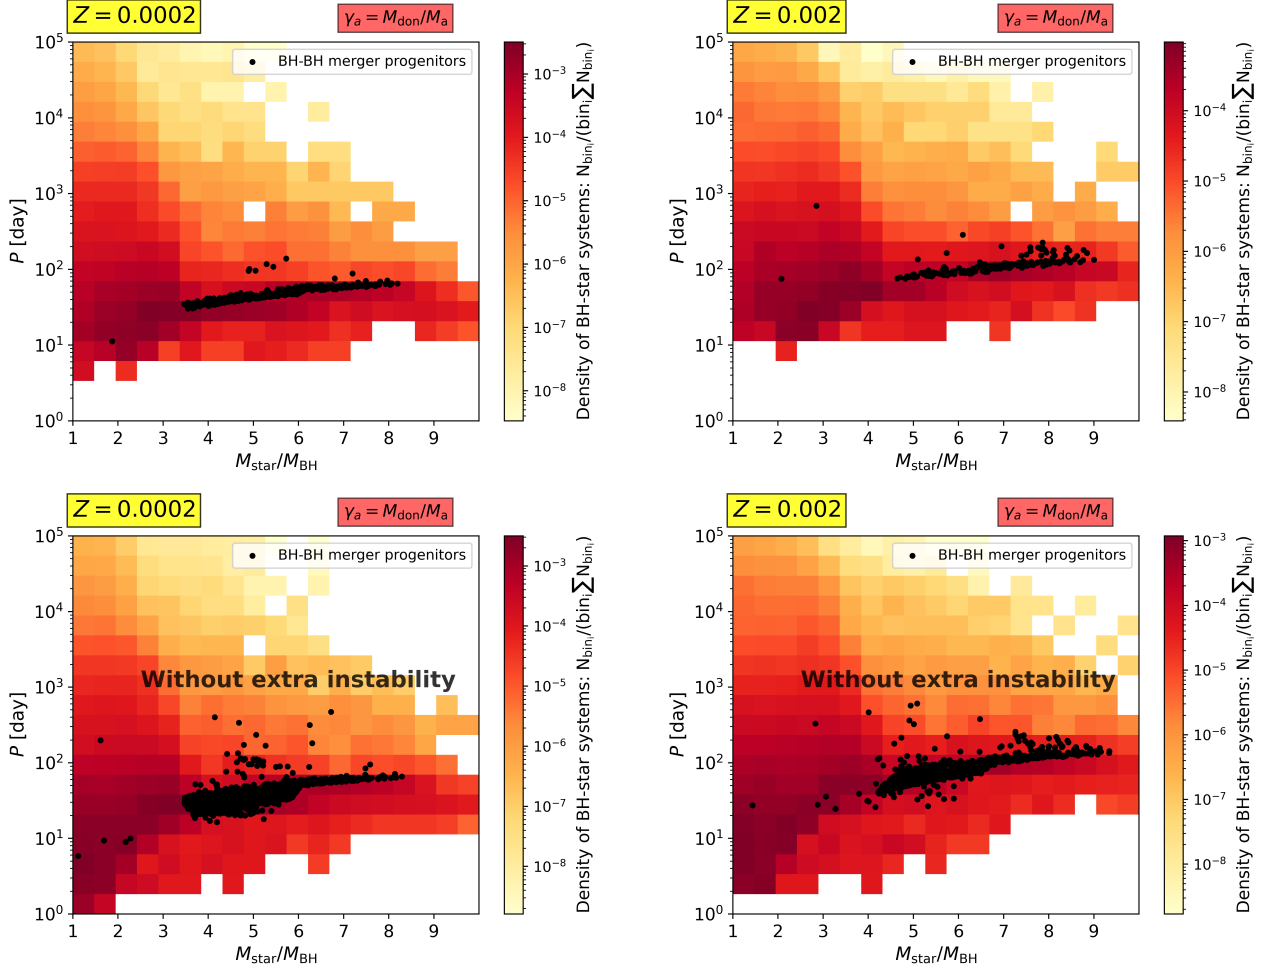 Z = 0.0002
γa = Mdon/Ma
BH-BH merger progenitors
10^5
10^4
10^3
10^2
10^1
10^0
P [day]
1 2 3 4 5 6 7 8 9
Mstar/MBH
10^−3
10^−4
10^−5
10^−6
10^−7
10^−8
Density of BH-star systems: Nbini/(bini∑Nbini)
Z = 0.002
γa = Mdon/Ma
BH-BH merger progenitors
10^5
10^4
10^3
10^2
10^1
10^0
P [day]
1 2 3 4 5 6 7 8 9
Mstar/MBH
10^−4
10^−5
10^−6
10^−7
10^−8
Density of BH-star systems: Nbini/(bini∑Nbini)
Z = 0.0002
γa = Mdon/Ma
BH-BH merger progenitors
Without extra instability
10^5
10^4
10^3
10^2
10^1
10^0
P [day]
1 2 3 4 5 6 7 8 9
Mstar/MBH
10^−3
10^−4
10^−5
10^−6
10^−7
10^−8
Density of BH-star systems: Nbini/(bini∑Nbini)
Z = 0.002
γa = Mdon/Ma
BH-BH merger progenitors
Without extra instability
10^5
10^4
10^3
10^2
10^1
10^0
P [day]
1 2 3 4 5 6 7 8 9
Mstar/MBH
10^−3
10^−4
10^−5
10^−6
10^−7
10^−8
Density of BH-star systems: Nbini/(bini∑Nbini)